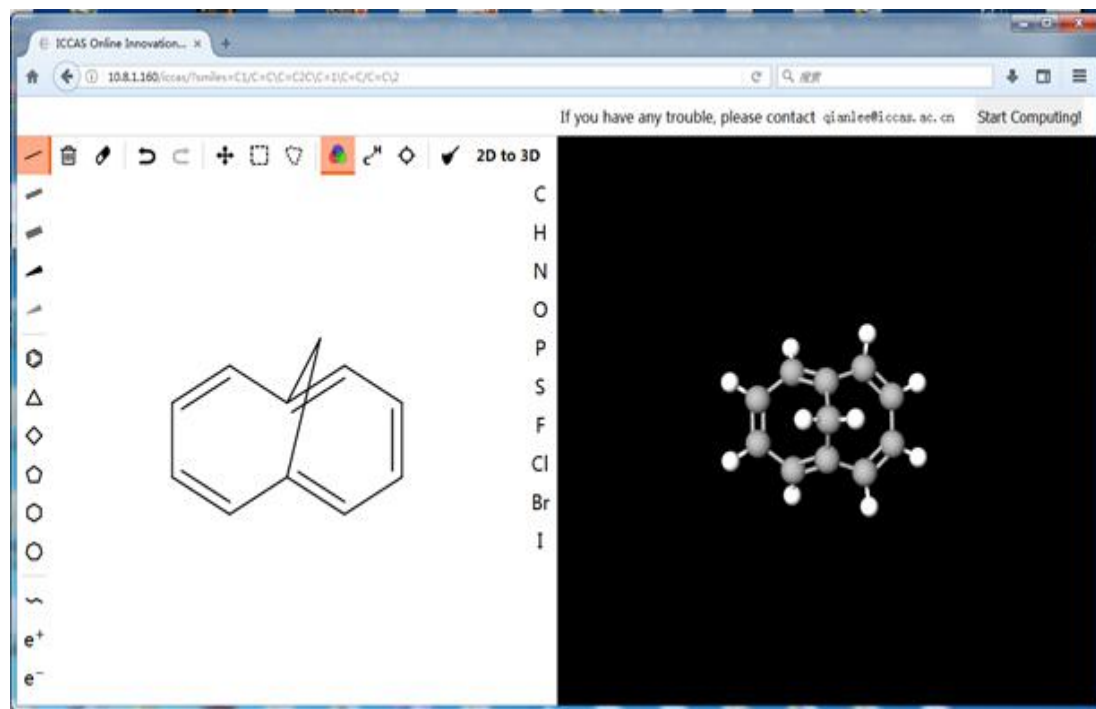 ICCAS Online Innovation... × +
10.8.1.160/iccas/?smiles=C1/C=C\C=C2C\C=1\C=C/C=C\2
搜索
If you have any trouble, please contact qianlee@iccas.ac.cn Start Computing!
C H 2D to 3D
C
H
N
O
P
S
F
Cl
Br
I
e+
e−